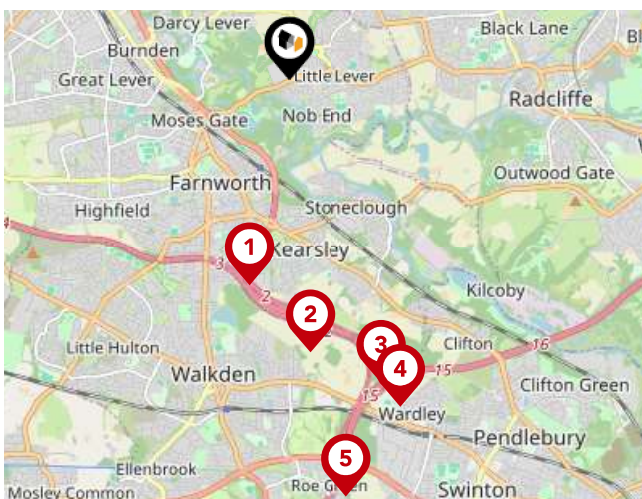 Darcy Lever
Black Lane
Burnden
Little Lever
Great Lever
Radcliffe
Nob End
Moses Gate
Outwood Gate
Farnworth
Highfield
Stoneclough
Kearsley
1
3
2
Kilcoby
2
16
3
Clifton
Little Hulton
4
15
Walkden
15
Clifton Green
Wardley
Pendlebury
5
Ellenbrook
Mosley Common
Swinton